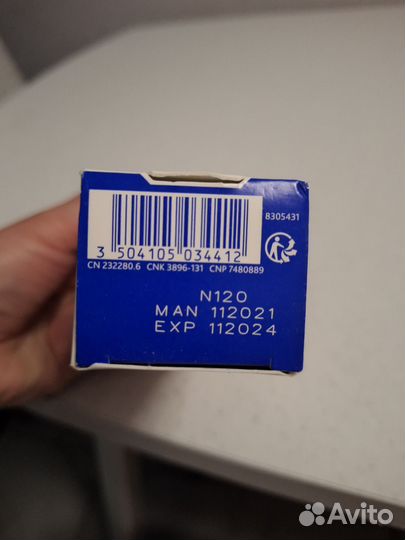 8305431
3 504105 034412
CN 232280.6 CNK 3896-131 CNP 7480889
N120
MAN 112021
EXP 112024
Avito